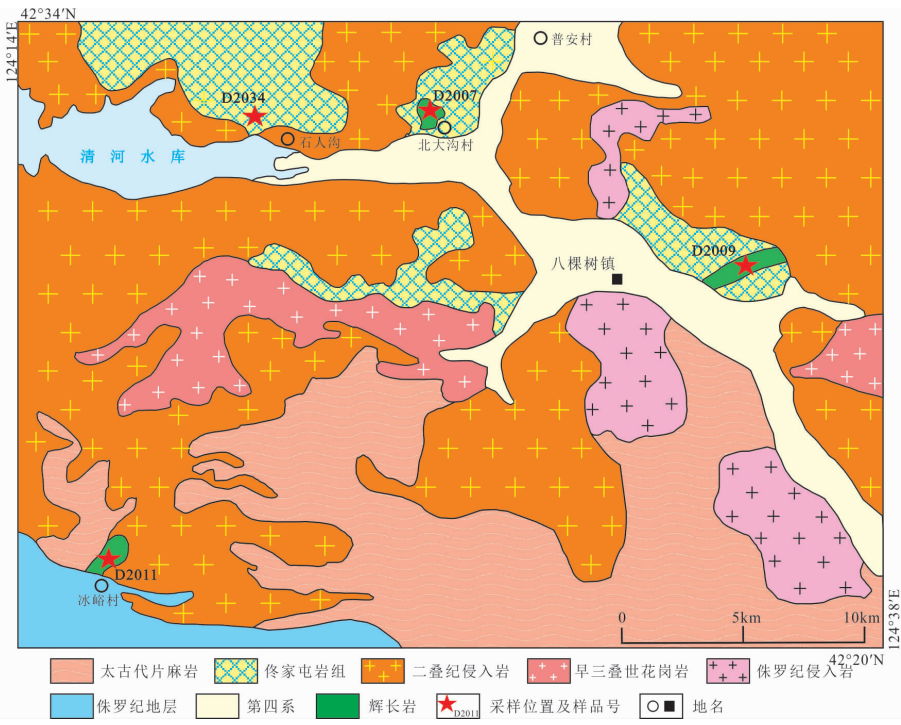 42°34′N
124°14′E
普安村
D2034
D2007
石人沟
北大沟村
清河水库
D2009
八棵树镇
D2011
冰峪村
0 5km 10km
124°38′E
42°20′N
太古代片麻岩 佟家屯岩组 二叠纪侵入岩 早三叠世花岗岩 侏罗纪侵入岩
侏罗纪地层 第四系 辉长岩 D2011 采样位置及样品号 地名